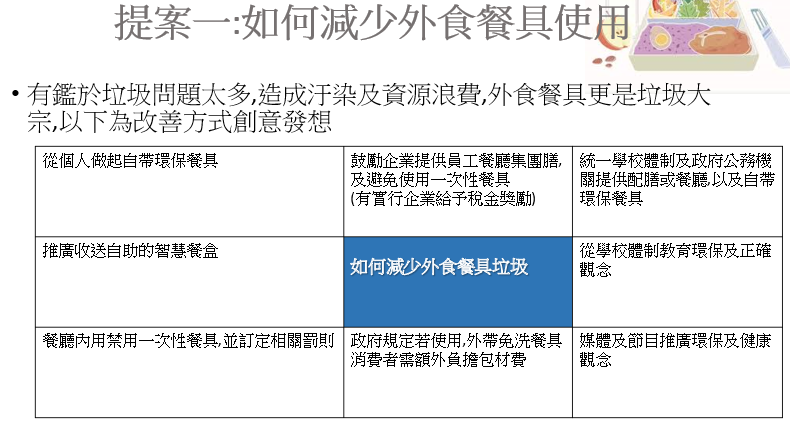 提案一:如何減少外食餐具使用
• 有鑑於垃圾問題太多,造成汙染及資源浪費,外食餐具更是垃圾大
宗,以下為改善方式創意發想
從個人做起自帶環保餐具
鼓勵企業提供員工餐廳集團膳,
及避免使用一次性餐具
(有實行企業給予稅金獎勵)
統一學校體制及政府公務機
關提供配膳或餐廳,以及自帶
環保餐具
推廣收送自助的智慧餐盒
如何減少外食餐具垃圾
從學校體制教育環保及正確
觀念
餐廳內用禁用一次性餐具,並訂定相關罰則
政府規定若使用,外帶免洗餐具
消費者需額外負擔包材費
媒體及節目推廣環保及健康
觀念